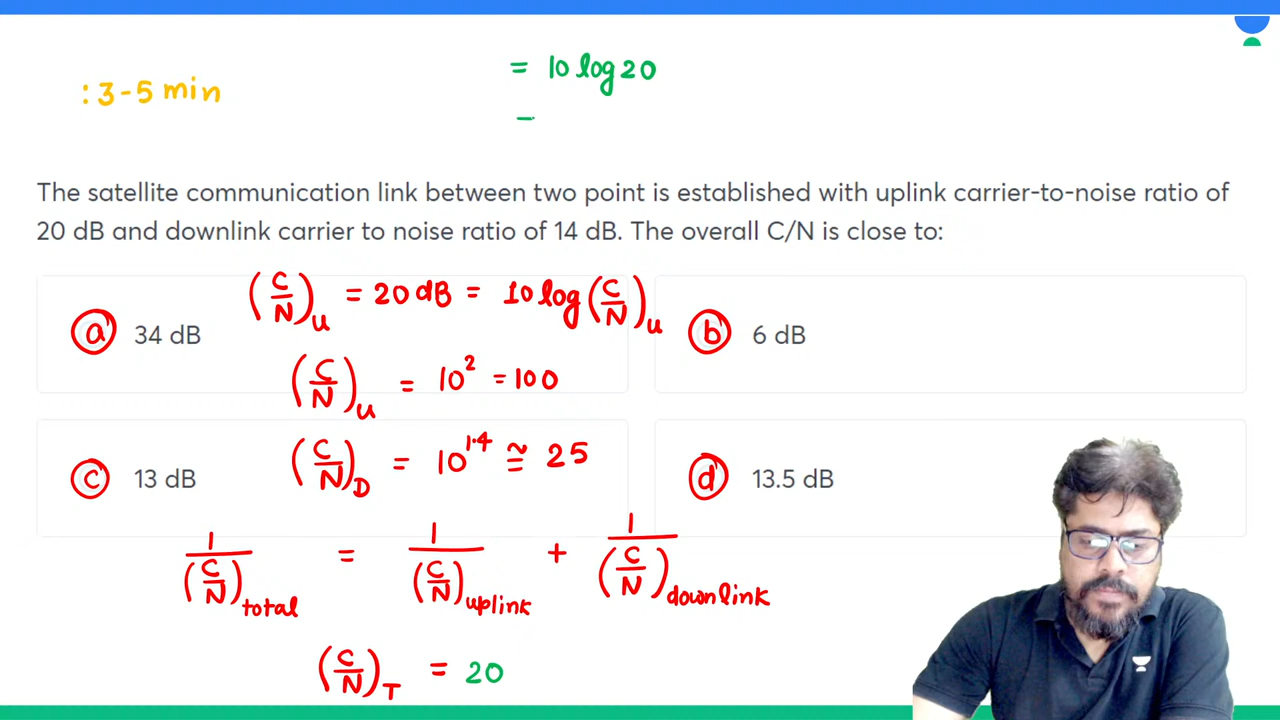 = 10 log 20
: 3-5 min
=
The satellite communication link between two point is established with uplink carrier-to-noise ratio of
20 dB and downlink carrier to noise ratio of 14 dB. The overall C/N is close to:
(C/N)U = 20 dB = 10 log (C/N)U
a 34 dB
b 6 dB
(C/N)U = 10² = 100
(C/N)D = 10^1.4 ≅ 25
c 13 dB
d 13.5 dB
1/(C/N)total = 1/(C/N)uplink + 1/(C/N)downlink
(C/N)T = 20